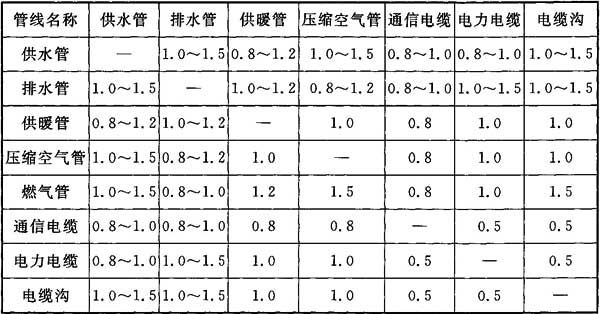 管线名称 供水管 排水管 供暖管 压缩空气管 通信电缆 电力电缆 电缆沟
供水管 — 1.0～1.5 0.8～1.2 1.0～1.5 0.8～1.0 0.8～1.0 1.0～1.5
排水管 1.0～1.5 — 1.0～1.2 0.8～1.2 0.8～1.0 1.0～1.5 1.0～1.5
供暖管 0.8～1.2 1.0～1.2 — 1.0 0.8 1.0 1.0
压缩空气管 1.0～1.5 0.8～1.2 1.0 — 0.8 1.0 1.0
燃气管 1.0～1.5 0.8～1.0 1.2 1.5 0.8 1.0 1.5
通信电缆 0.8～1.0 0.8～1.0 0.8 0.8 — 0.5 0.5
电力电缆 0.8～1.0 1.0～1.5 1.0 1.0 0.5 — 0.5
电缆沟 1.0～1.5 1.0～1.5 1.0 1.0 0.5 0.5 —